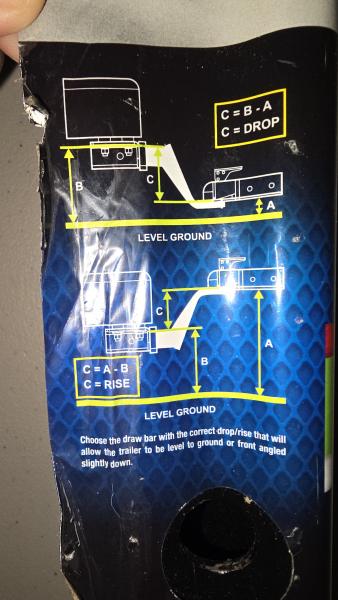 C = B - A
C = DROP
B
C
A
LEVEL GROUND
C
B
A
C = A - B
C = RISE
LEVEL GROUND
Choose the draw bar with the correct drop/rise that will
allow the trailer to be level to ground or front angled
slightly down.